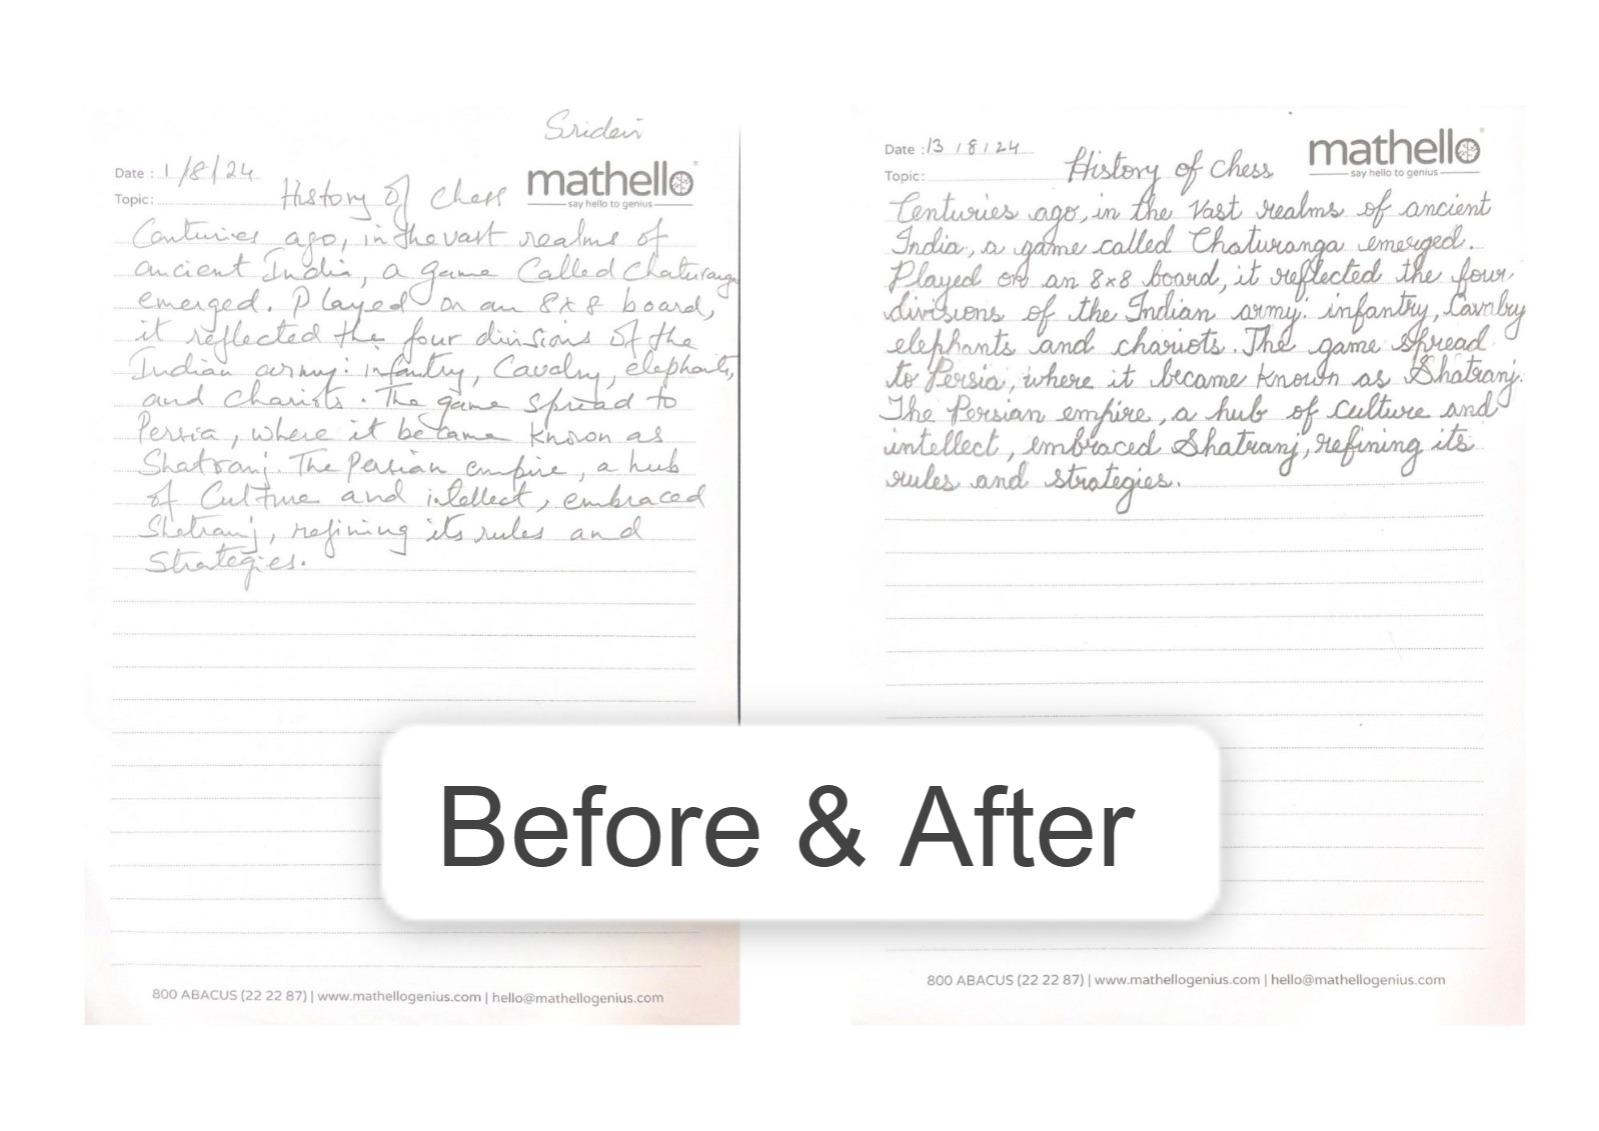 Sridevi
Date : 1/8/24
mathello
say hello to genius
Topic:
History of Chess
Centuries ago, in the vast realms of
ancient India, a game Called Chaturanga
emerged. Played on an 8x8 board,
it reflected the four divisions of the
Indian army: infantry, Cavalry, elephants,
and chariots. The game spread to
Persia, where it became known as
Shatranj. The Persian empire, a hub
of Culture and intellect, embraced
Shatranj, refining its rules and
Strategies.
800 ABACUS (22 22 87) | www.mathellogenius.com | hello@mathellogenius.com
Date : 13/8/24
mathello
say hello to genius
Topic:
History of Chess
Centuries ago, in the Vast realms of ancient
India, a game called Chaturanga emerged.
Played on an 8x8 board, it reflected the four
divisions of the Indian army: infantry, Cavalry
elephants and chariots. The game spread
to Persia, where it became known as Shatranj.
The Persian empire, a hub of culture and
intellect, embraced Shatranj, refining its
rules and strategies.
800 ABACUS (22 22 87) | www.mathellogenius.com | hello@mathellogenius.com
Before & After